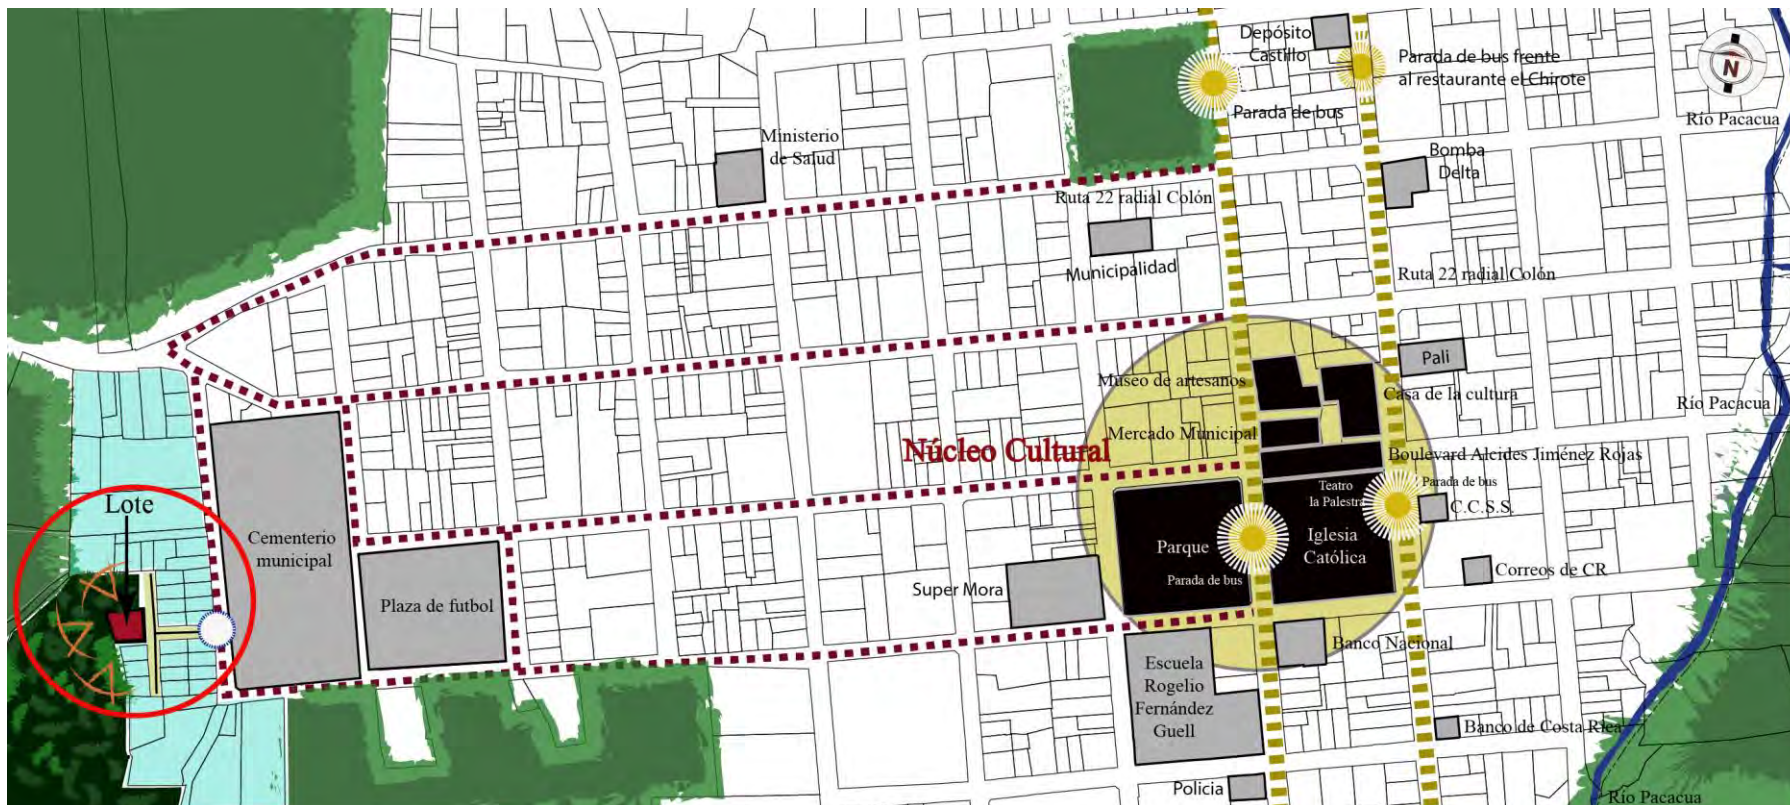 Depósito
Castillo
Parada de bus frente
al restaurante el Chirote
N
Parada de bus
Río Pacacua
Ministerio
de Salud
Bomba
Delta
Ruta 22 radial Colón
Municipalidad
Ruta 22 radial Colón
Pali
Museo de artesanos
Casa de la cultura
Río Pacacua
Mercado Municipal
Núcleo Cultural
Boulevard Alcides Jiménez Rojas
Teatro
la Palestra
Parada de bus
C.C.S.S.
Lote
Cementerio
municipal
Parque
Iglesia
Católica
Parada de bus
Correos de CR
Super Mora
Plaza de futbol
Banco Nacional
Escuela
Rogelio
Fernández
Guell
Banco de Costa Rica
Policia
Río Pacacua